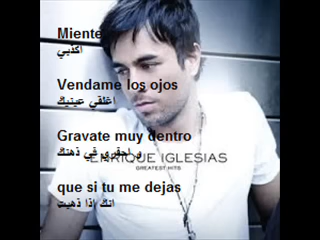 Miente
اكذبي
Vendame los ojos
اغلقي عينيك
Gravate muy dentro
و احفري في ذهنك
ENRIQUE IGLESIAS
GREATEST HITS
que si tu me dejas
انك اذا ذهبت